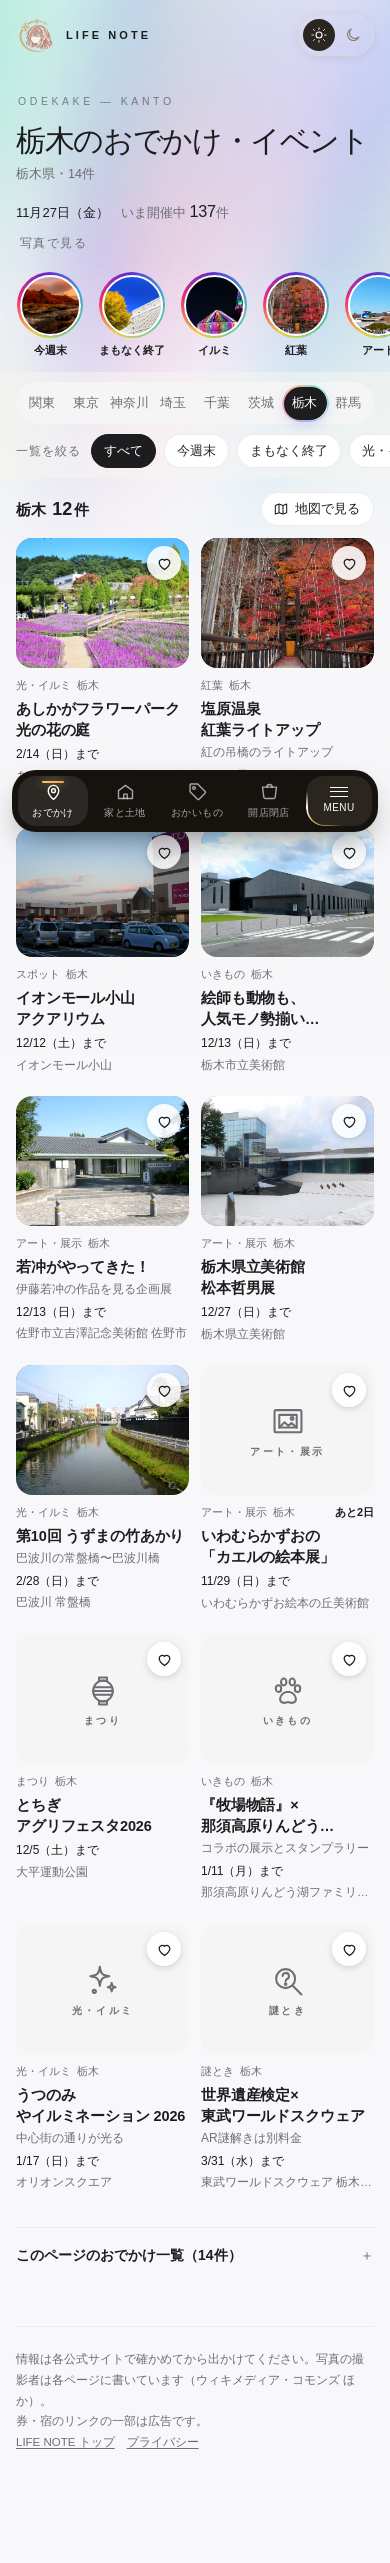 LIFE NOTE
ODEKAKE — KANTO
栃木のおでかけ・イベント
栃木県・14件
11月27日（金） いま開催中 137件
写真で見る
今週末 まもなく終了 イルミ 紅葉 アート
関東 東京 神奈川 埼玉 千葉 茨城 栃木 群馬
一覧を絞る すべて 今週末 まもなく終了 光・
栃木 12件 地図で見る
光・イルミ 栃木
あしかがフラワーパーク
光の花の庭
2/14（日）まで
紅葉 栃木
塩原温泉
紅葉ライトアップ
紅の吊橋のライトアップ
おでかけ 家と土地 おかいもの 開店閉店 MENU
スポット 栃木
イオンモール小山
アクアリウム
12/12（土）まで
イオンモール小山
いきもの 栃木
絵師も動物も、
人気モノ勢揃い…
12/13（日）まで
栃木市立美術館
アート・展示 栃木
若冲がやってきた！
伊藤若冲の作品を見る企画展
12/13（日）まで
佐野市立吉澤記念美術館 佐野市
アート・展示 栃木
栃木県立美術館
松本哲男展
12/27（日）まで
栃木県立美術館
光・イルミ 栃木
第10回 うずまの竹あかり
巴波川の常盤橋〜巴波川橋
2/28（日）まで
巴波川 常盤橋
アート・展示
アート・展示 栃木 あと2日
いわむらかずおの
「カエルの絵本展」
11/29（日）まで
いわむらかずお絵本の丘美術館
まつり
まつり 栃木
とちぎ
アグリフェスタ2026
12/5（土）まで
大平運動公園
いきもの
いきもの 栃木
『牧場物語』×
那須高原りんどう…
コラボの展示とスタンプラリー
1/11（月）まで
那須高原りんどう湖ファミリ…
光・イルミ
光・イルミ 栃木
うつのみ
やイルミネーション 2026
中心街の通りが光る
1/17（日）まで
オリオンスクエア
謎とき
謎とき 栃木
世界遺産検定×
東武ワールドスクウェア
AR謎解きは別料金
3/31（水）まで
東武ワールドスクウェア 栃木…
このページのおでかけ一覧（14件） +
情報は各公式サイトで確かめてから出かけてください。写真の撮
影者は各ページに書いています（ウィキメディア・コモンズ ほ
か）。
券・宿のリンクの一部は広告です。
LIFE NOTE トップ プライバシー